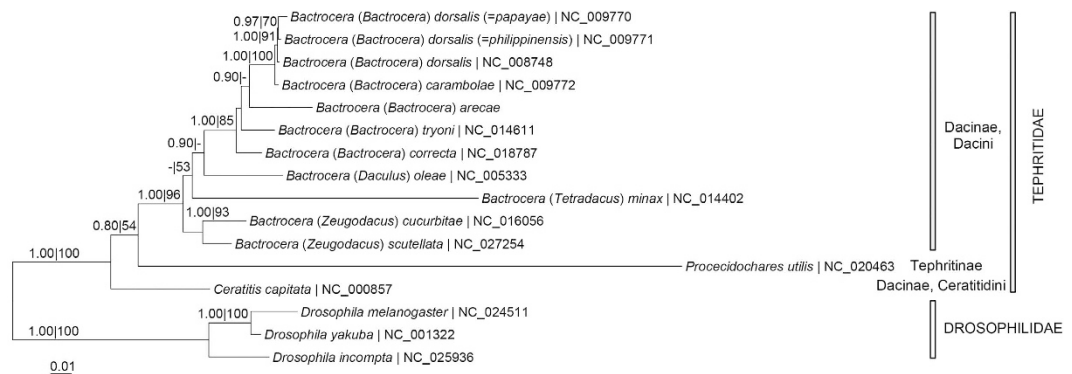 0.97|70
Bactrocera (Bactrocera) dorsalis (=papayae) | NC_009770
1.00|91
Bactrocera (Bactrocera) dorsalis (=philippinensis) | NC_009771
1.00|100
Bactrocera (Bactrocera) dorsalis | NC_008748
0.90|-
Bactrocera (Bactrocera) carambolae | NC_009772
Bactrocera (Bactrocera) arecae
1.00|85
Bactrocera (Bactrocera) tryoni | NC_014611
0.90|-
Bactrocera (Bactrocera) correcta | NC_018787
-|53
Bactrocera (Daculus) oleae | NC_005333
1.00|96
Bactrocera (Tetradacus) minax | NC_014402
1.00|93
Bactrocera (Zeugodacus) cucurbitae | NC_016056
0.80|54
Bactrocera (Zeugodacus) scutellata | NC_027254
1.00|100
Procecidochares utilis | NC_020463
Ceratitis capitata | NC_000857
1.00|100
Drosophila melanogaster | NC_024511
1.00|100
Drosophila yakuba | NC_001322
Drosophila incompta | NC_025936
0.01
Dacinae,
Dacini
Tephritinae
Dacinae, Ceratitidini
TEPHRITIDAE
DROSOPHILIDAE